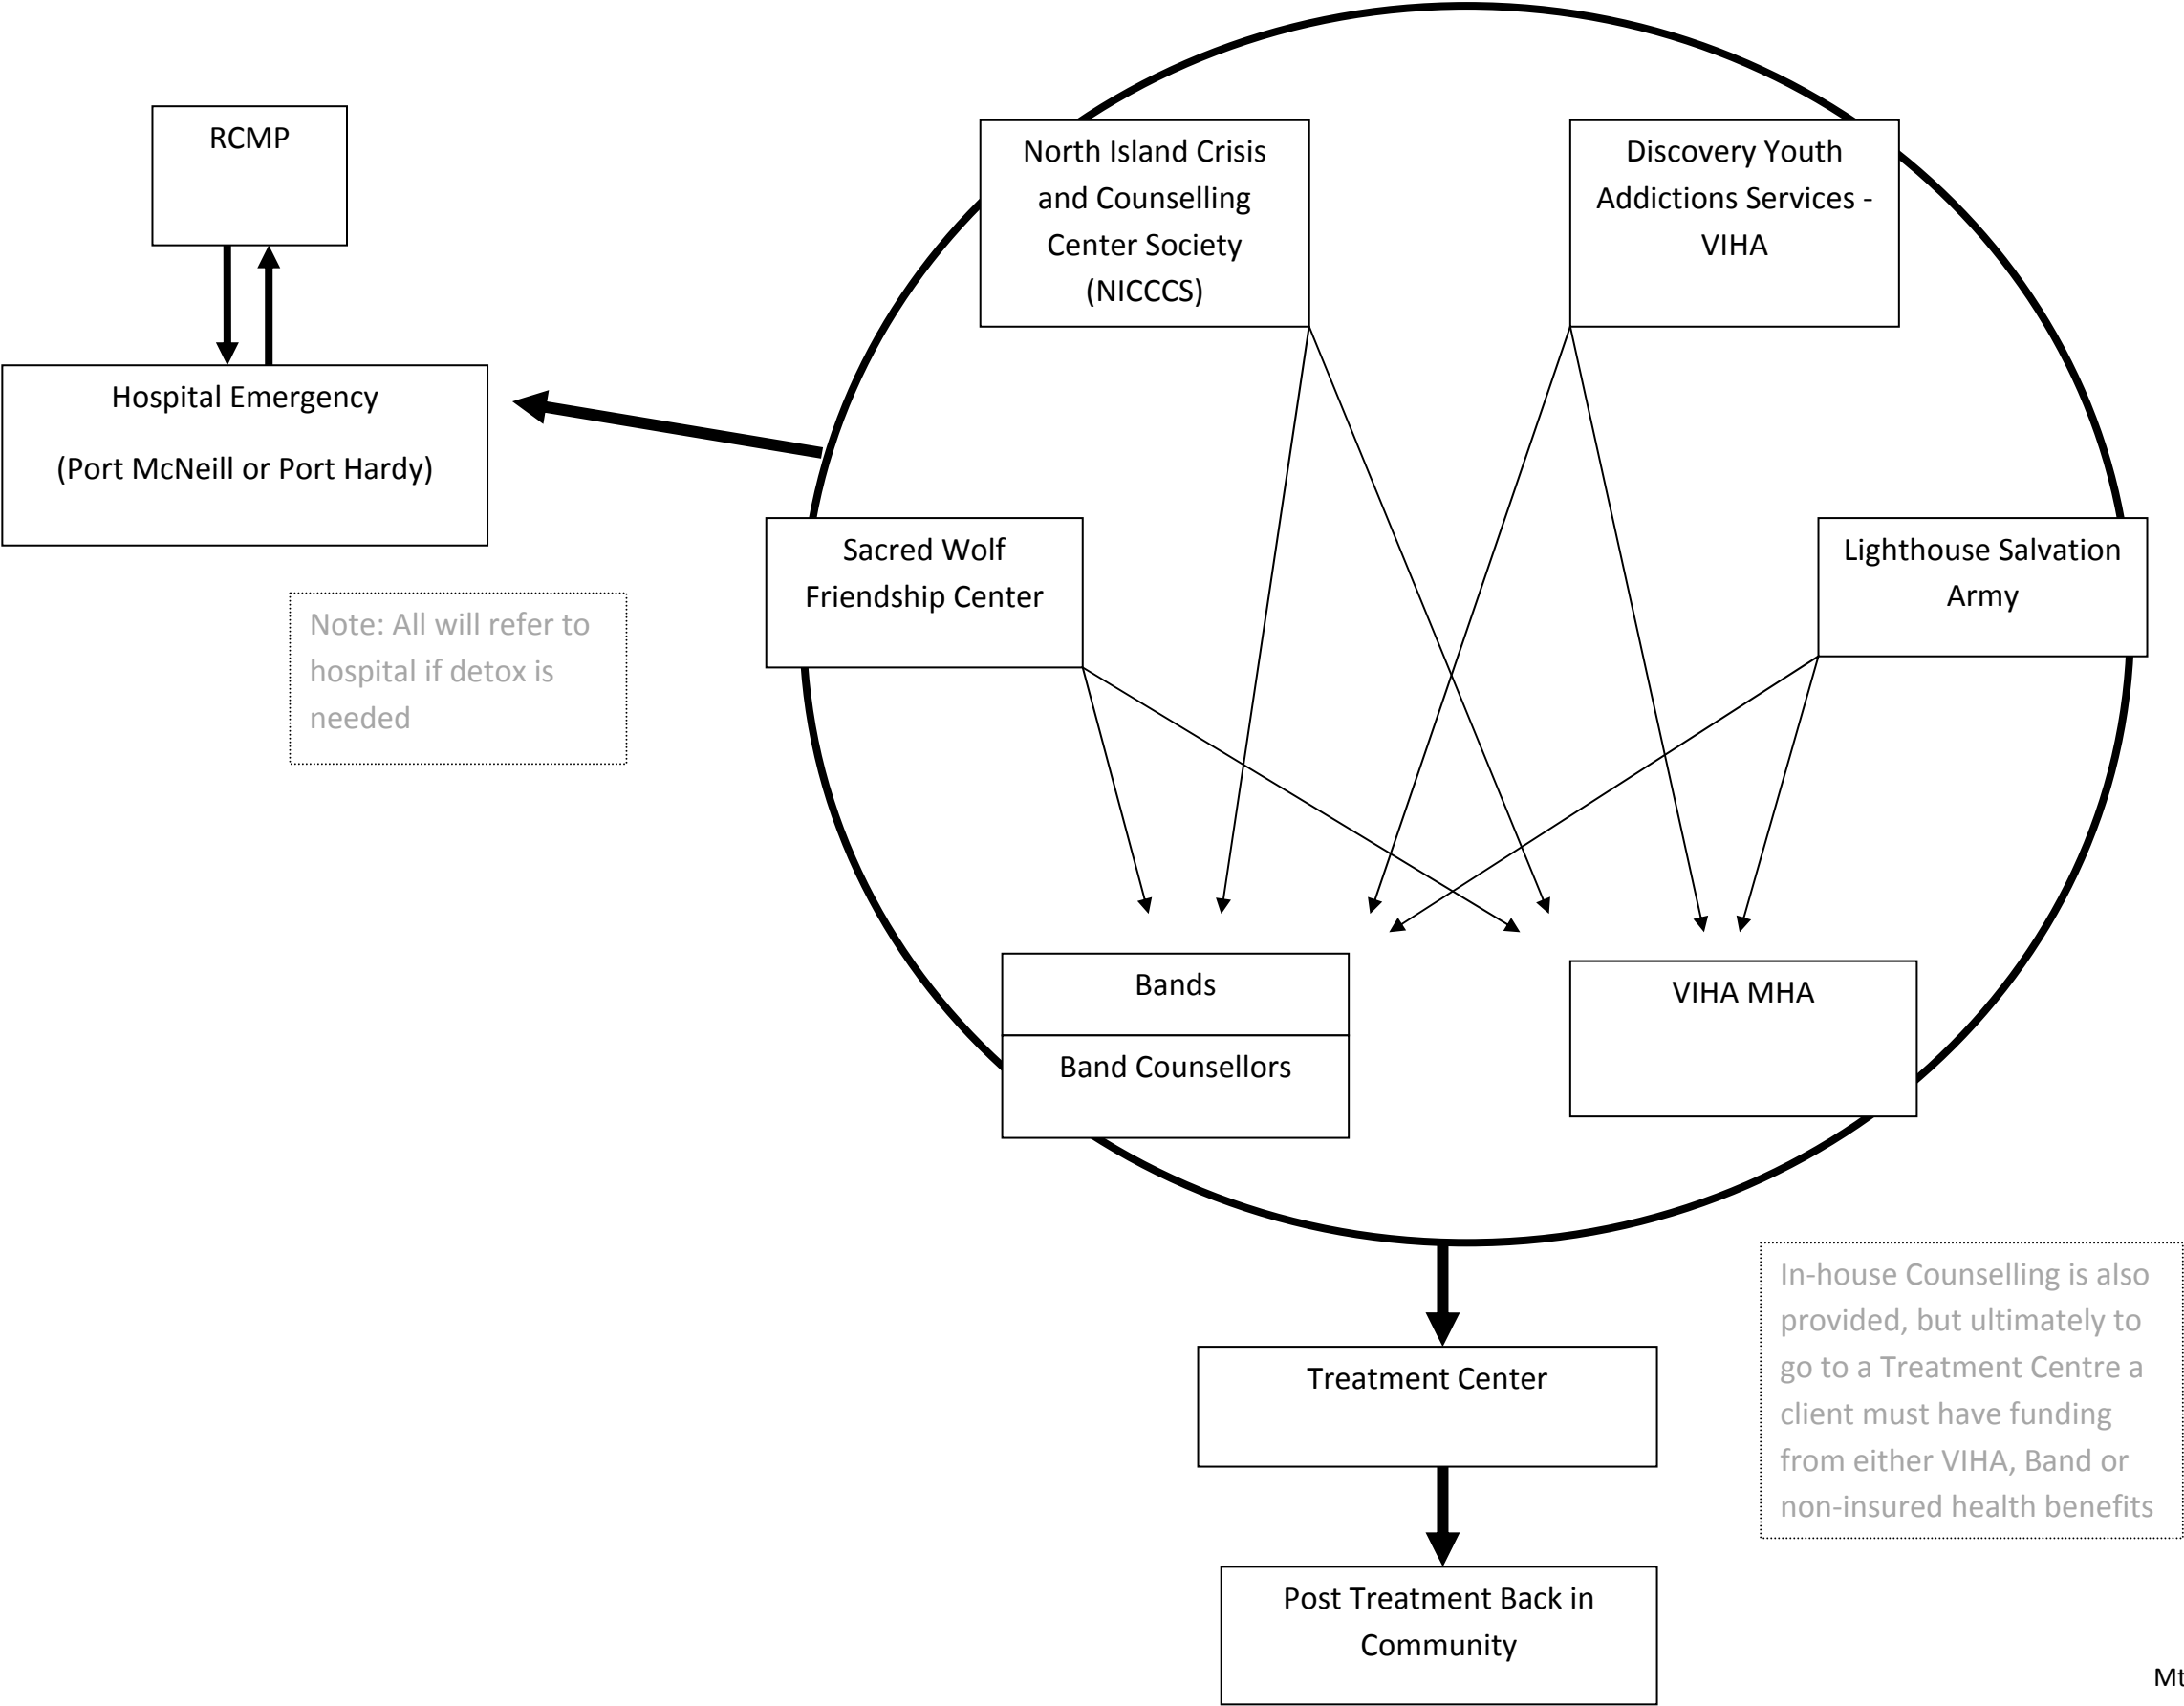 RCMP
North Island Crisis
and Counselling
Center Society
(NICCCS)
Discovery Youth
Addictions Services -
VIHA
Hospital Emergency
(Port McNeill or Port Hardy)
Sacred Wolf
Friendship Center
Lighthouse Salvation
Army
Note: All will refer to
hospital if detox is
needed
Bands
Band Counsellors
VIHA MHA
In-house Counselling is also
provided, but ultimately to
go to a Treatment Centre a
client must have funding
from either VIHA, Band or
non-insured health benefits
Treatment Center
Post Treatment Back in
Community
Mt